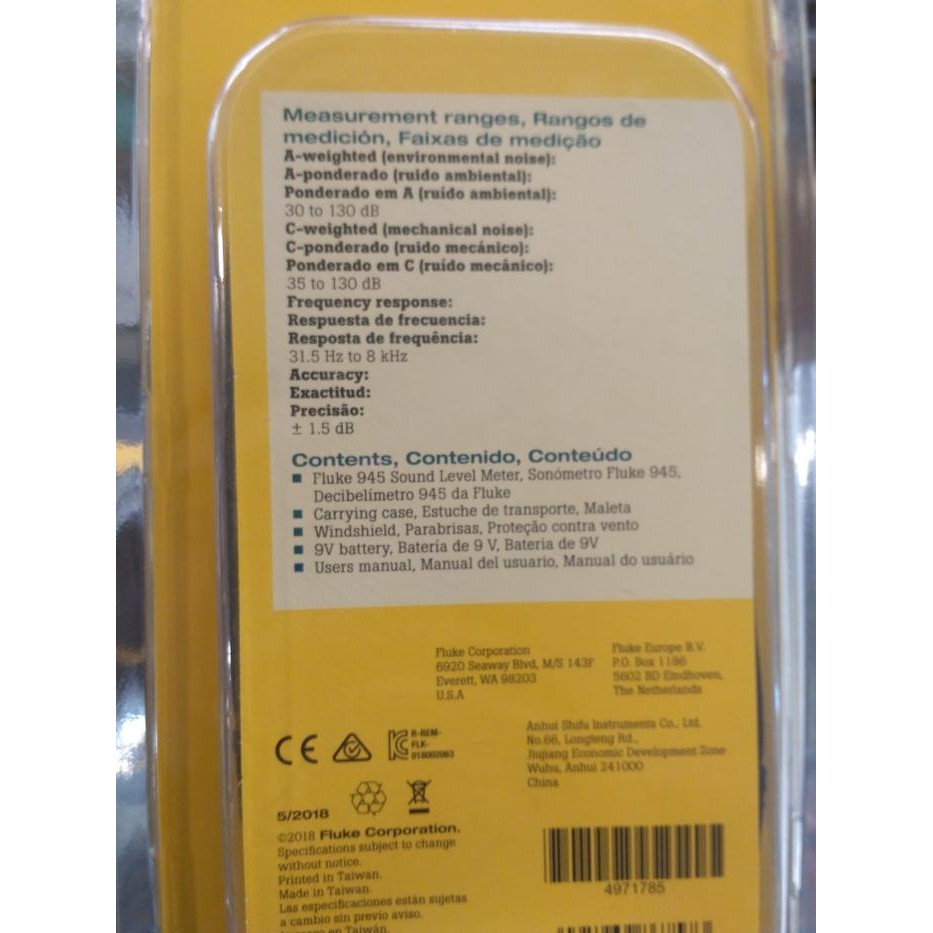 Measurement ranges, Rangos de
medición, Faixas de medição
A-weighted (environmental noise):
A-ponderado (ruido ambiental):
Ponderado em A (ruído ambiental):
30 to 130 dB
C-weighted (mechanical noise):
C-ponderado (ruido mecánico):
Ponderado em C (ruído mecânico):
35 to 130 dB
Frequency response:
Respuesta de frecuencia:
Resposta de frequência:
31.5 Hz to 8 kHz
Accuracy:
Exactitud:
Precisão:
± 1.5 dB
Contents, Contenido, Conteúdo
■ Fluke 945 Sound Level Meter, Sonómetro Fluke 945,
Decibelímetro 945 da Fluke
■ Carrying case, Estuche de transporte, Maleta
■ Windshield, Parabrisas, Proteção contra vento
■ 9V battery, Batería de 9 V, Bateria de 9V
■ Users manual, Manual del usuario, Manual do usuário
Fluke Corporation
6920 Seaway Blvd, M/S 143F
Everett, WA 98203
U.S.A
Fluke Europe B.V.
P.O. Box 1186
5602 BD Eindhoven,
The Netherlands
Anhui Shifu Instruments Co., Ltd.
No.66, Longteng Rd.,
Jiujiang Economic Development Zone
Wuhu, Anhui 241000
China
CE
R-REM-
FLK-
018002063
5/2018
©2018 Fluke Corporation.
Specifications subject to change
without notice.
Printed in Taiwan.
Made in Taiwan.
Las especificaciones están sujetas
a cambio sin previo aviso.
Impreso en Taiwán.
4971785